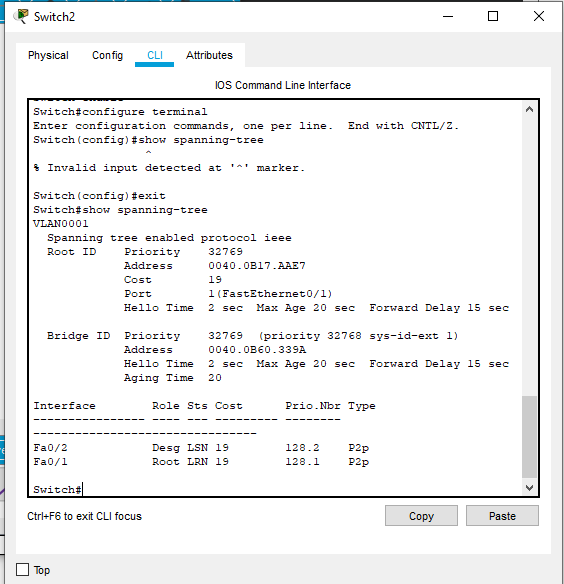 Switch2
Physical Config CLI Attributes
IOS Command Line Interface
Switch#configure terminal
Enter configuration commands, one per line.  End with CNTL/Z.
Switch(config)#show spanning-tree
^
% Invalid input detected at '^' marker.
Switch(config)#exit
Switch#show spanning-tree
VLAN0001
Spanning tree enabled protocol ieee
Root ID    Priority    32769
Address     0040.0B17.AAE7
Cost        19
Port        1(FastEthernet0/1)
Hello Time  2 sec  Max Age 20 sec  Forward Delay 15 sec
Bridge ID  Priority    32769  (priority 32768 sys-id-ext 1)
Address     0040.0B60.339A
Hello Time  2 sec  Max Age 20 sec  Forward Delay 15 sec
Aging Time  20
Interface        Role Sts Cost      Prio.Nbr Type
---------------- ---- --- --------- --------
--------------------------------
Fa0/2            Desg LSN 19        128.2    P2p
Fa0/1            Root LRN 19        128.1    P2p
Switch#
Ctrl+F6 to exit CLI focus
Copy
Paste
Top